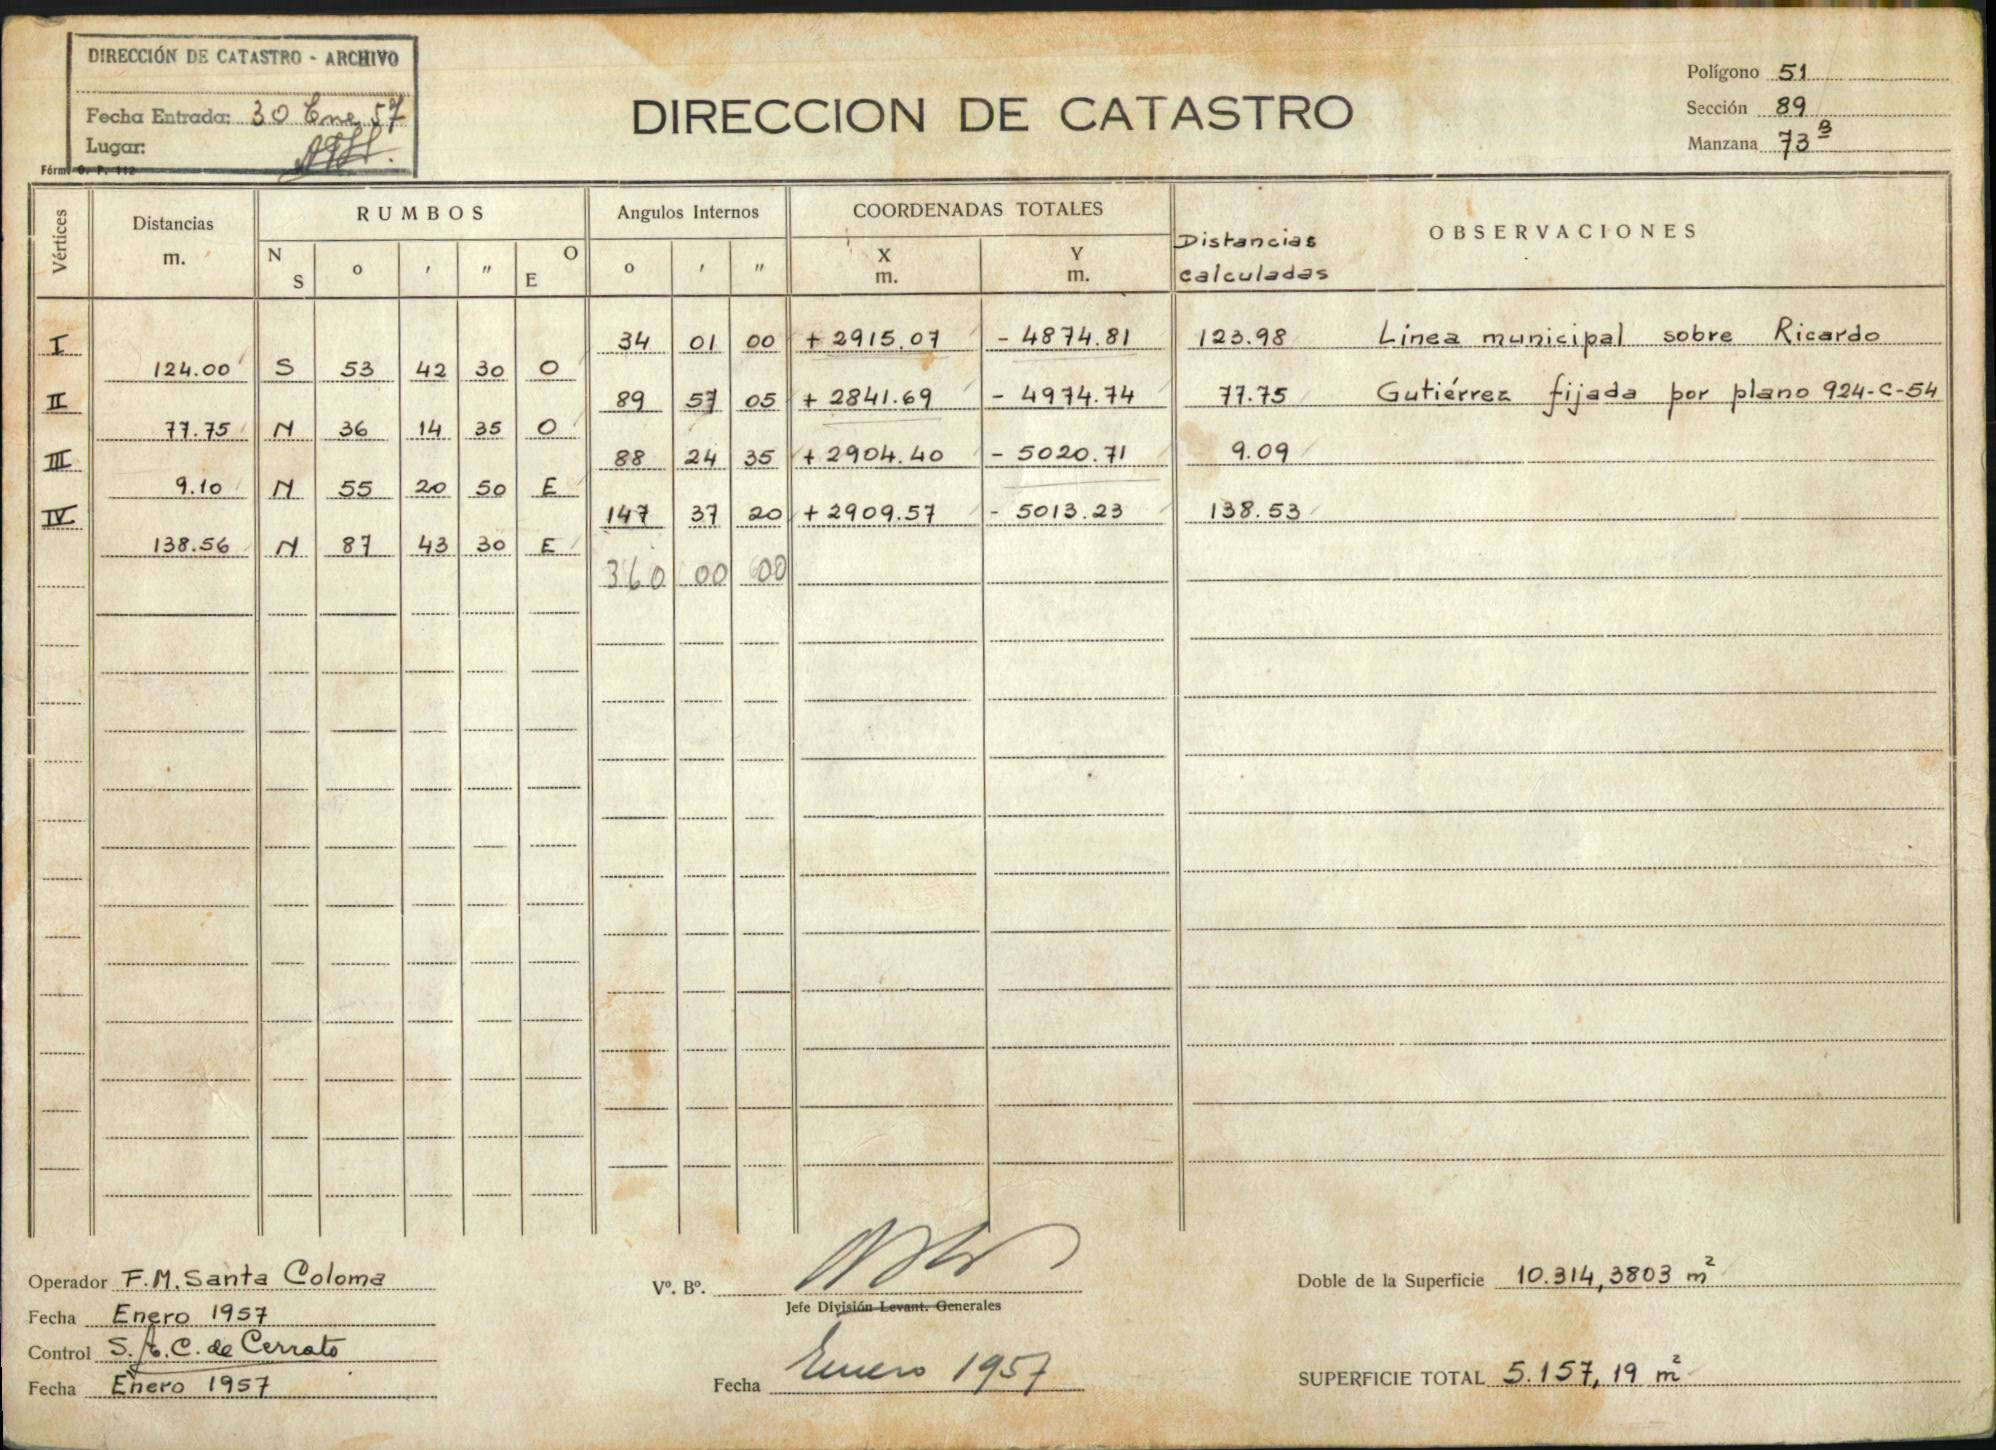 DIRECCIÓN DE CATASTRO - ARCHIVO
Fecha Entrada: 30 Ene 57
Lugar:
Fórm. O. P. 112
DIRECCION DE CATASTRO
Polígono 51
Sección 89
Manzana 73 B
Vértices Distancias m. RUMBOS Angulos Internos COORDENADAS TOTALES Distancias calculadas OBSERVACIONES
N S ° ' " O E ° ' " X m. Y m.
I 34 01 00 + 2915.07 - 4874.81 123.98 Línea municipal sobre Ricardo
124.00 S 53 42 30 O
II 89 57 05 + 2841.69 - 4974.74 77.75 Gutiérrez fijada por plano 924-C-54
77.75 N 36 14 35 O
III 88 24 35 + 2904.40 - 5020.71 9.09
9.10 N 55 20 50 E
IV 147 37 20 + 2909.57 - 5013.23 138.53
138.56 N 87 43 30 E
360 00 00
Operador F.M. Santa Coloma
Fecha Enero 1957
Control S. A. C. de Cerrato
Fecha Enero 1957
Vº. Bº.
Jefe División Levant. Generales
Fecha Enero 1957
Doble de la Superficie 10.314,3803 m²
SUPERFICIE TOTAL 5.157,19 m²